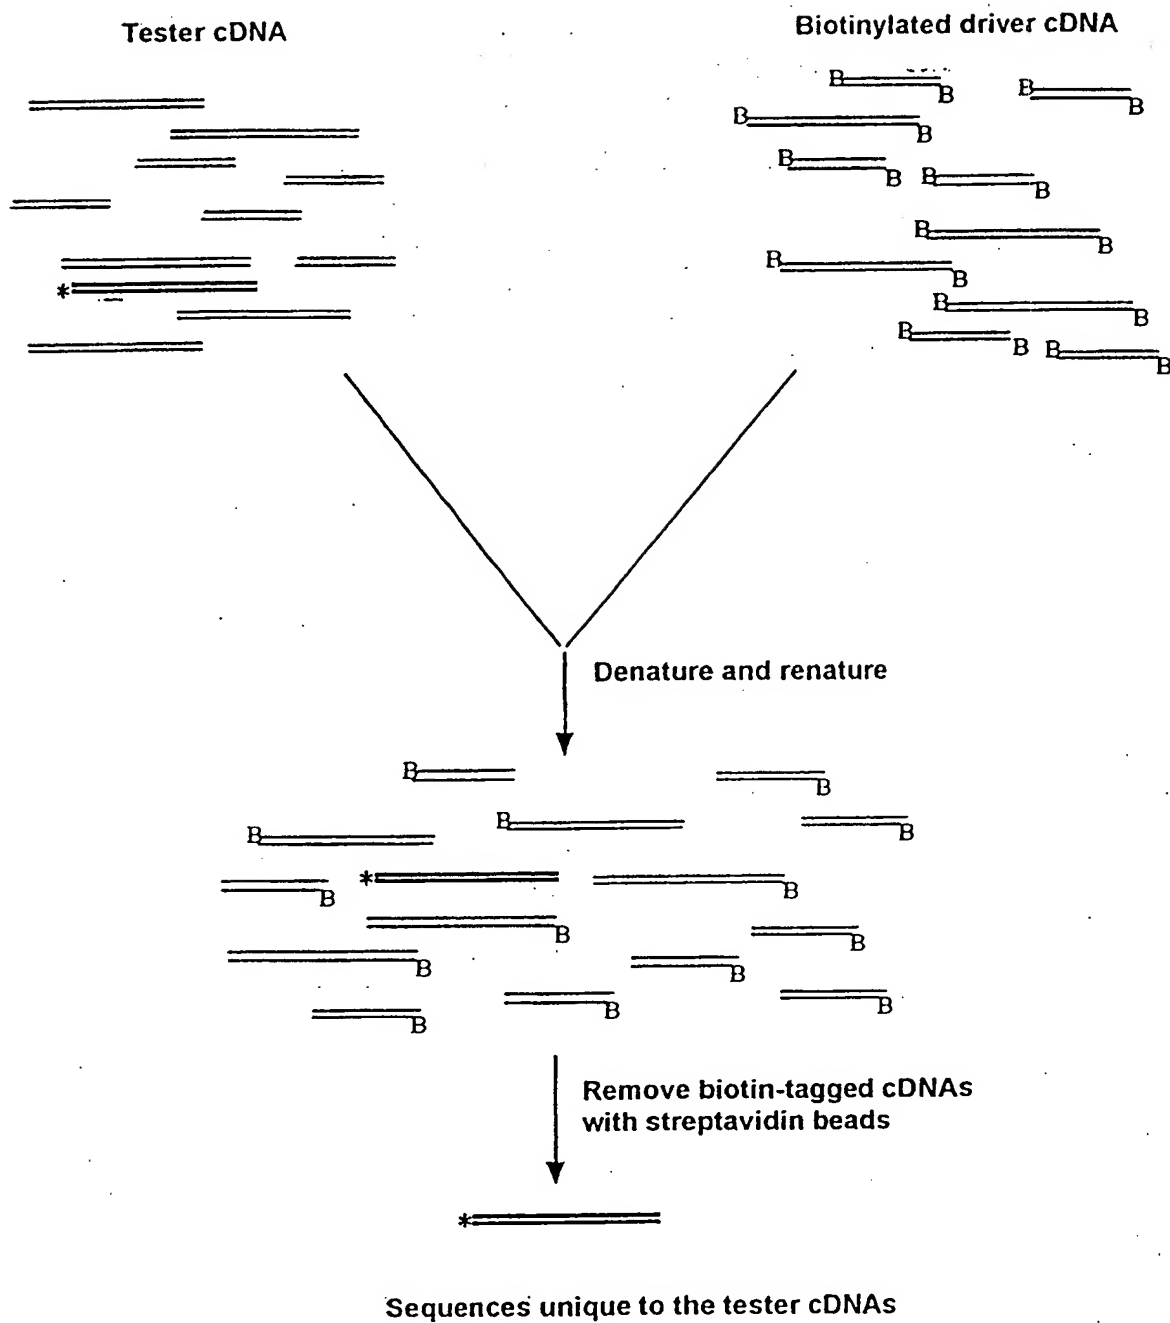 Tester cDNA
Biotinylated driver cDNA
B B B B
B B
B B B B
B B
B B
B B
B B B B
*
Denature and renature
B B
B B B
B * B
B B
B B
B B B
Remove biotin-tagged cDNAs
with streptavidin beads
*
Sequences unique to the tester cDNAs